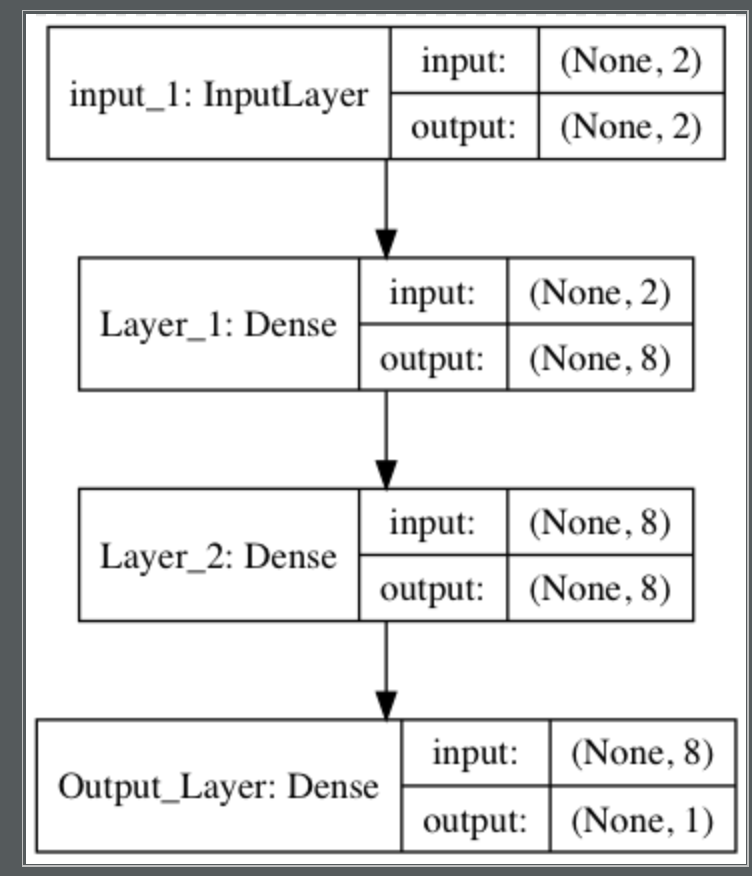 input_1: InputLayer
input: (None, 2)
output: (None, 2)
Layer_1: Dense
input: (None, 2)
output: (None, 8)
Layer_2: Dense
input: (None, 8)
output: (None, 8)
Output_Layer: Dense
input: (None, 8)
output: (None, 1)